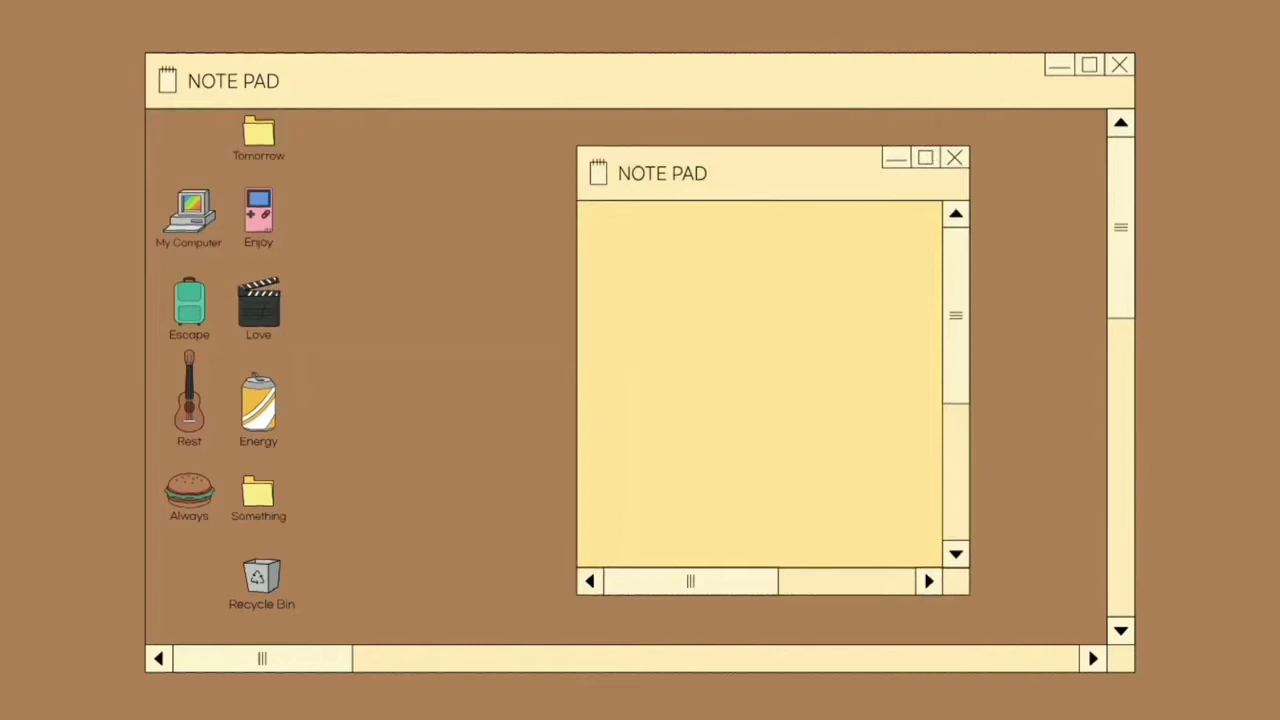 NOTE PAD
Tomorrow
NOTE PAD
My Computer
Enjoy
Escape
Love
Rest
Energy
Always
Something
Recycle Bin